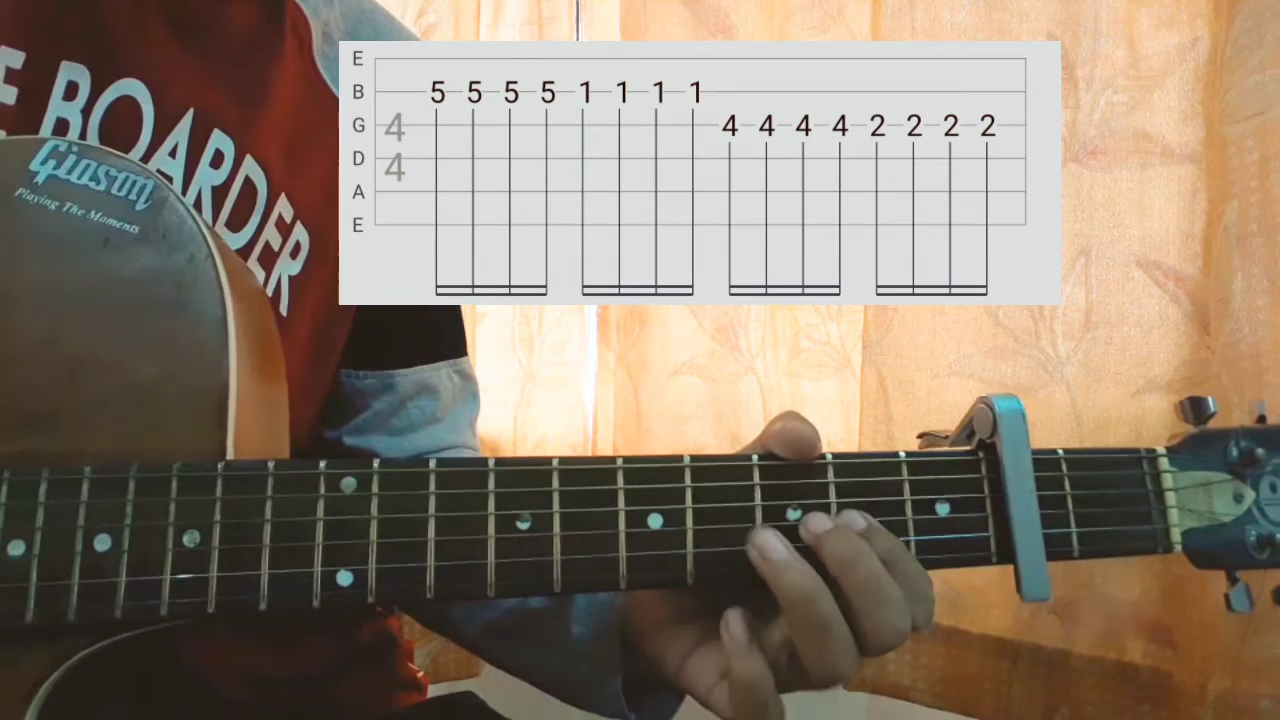 E BOARDER
Giason
Playing The Moments
E
B 5 5 5 5 1 1 1 1
G 4 4 4 4 4 2 2 2 2
D 4
A
E